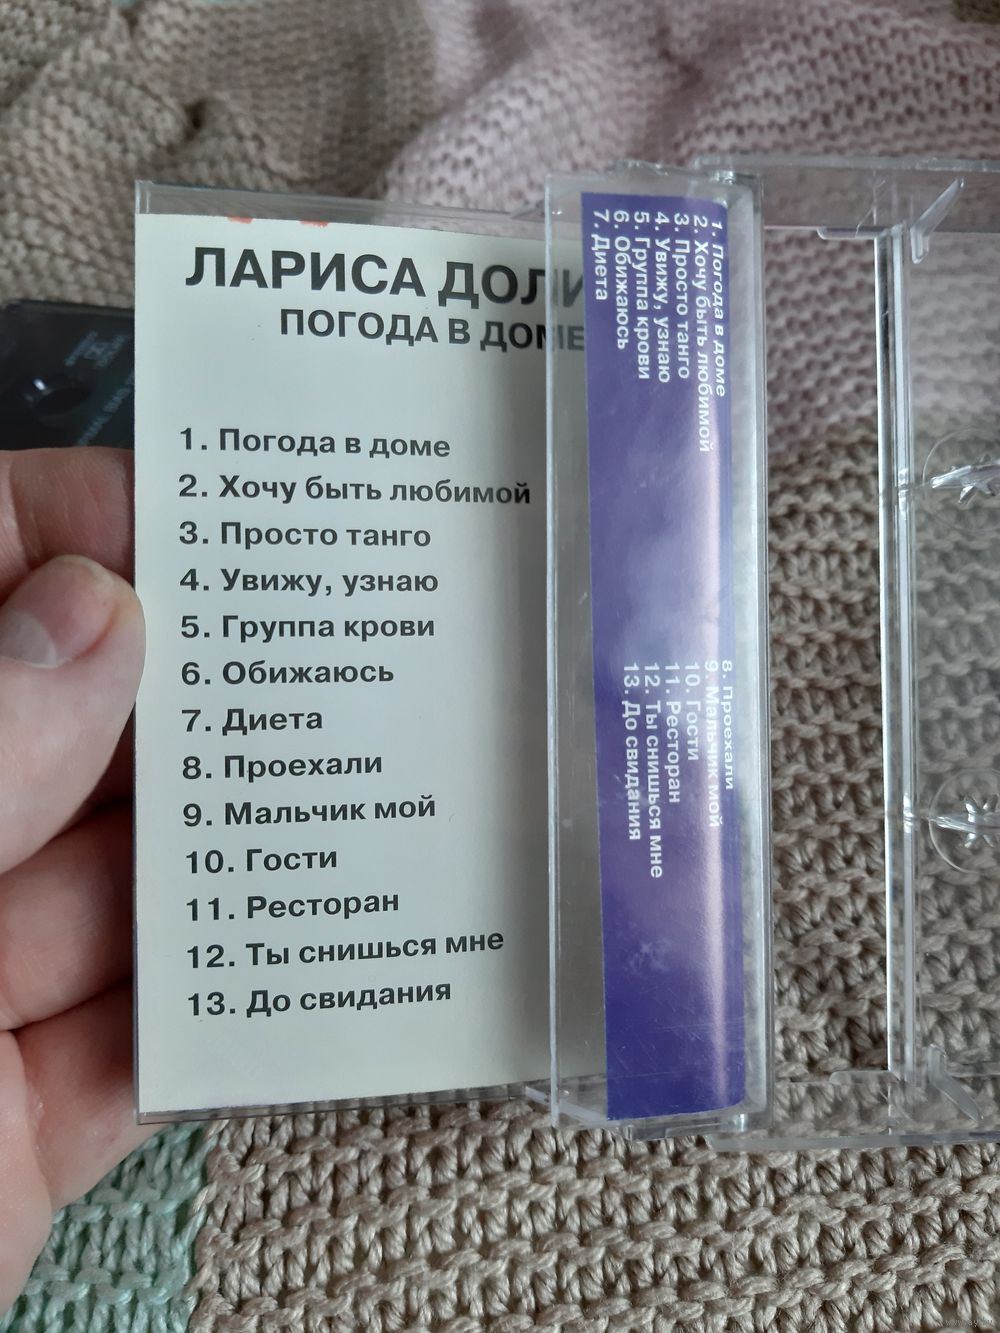 ЛАРИСА ДОЛИ
ПОГОДА В ДОМЕ
1. Погода в доме
2. Хочу быть любимой
3. Просто танго
4. Увижу, узнаю
5. Группа крови
6. Обижаюсь
7. Диета
8. Проехали
9. Мальчик мой
10. Гости
11. Ресторан
12. Ты снишься мне
13. До свидания
1. Погода в доме
2. Хочу быть любимой
3. Просто танго
4. Увижу, узнаю
5. Группа крови
6. Обижаюсь
7. Диета
8. Проехали
9. Мальчик мой
10. Гости
11. Ресторан
12. Ты снишься мне
13. До свидания